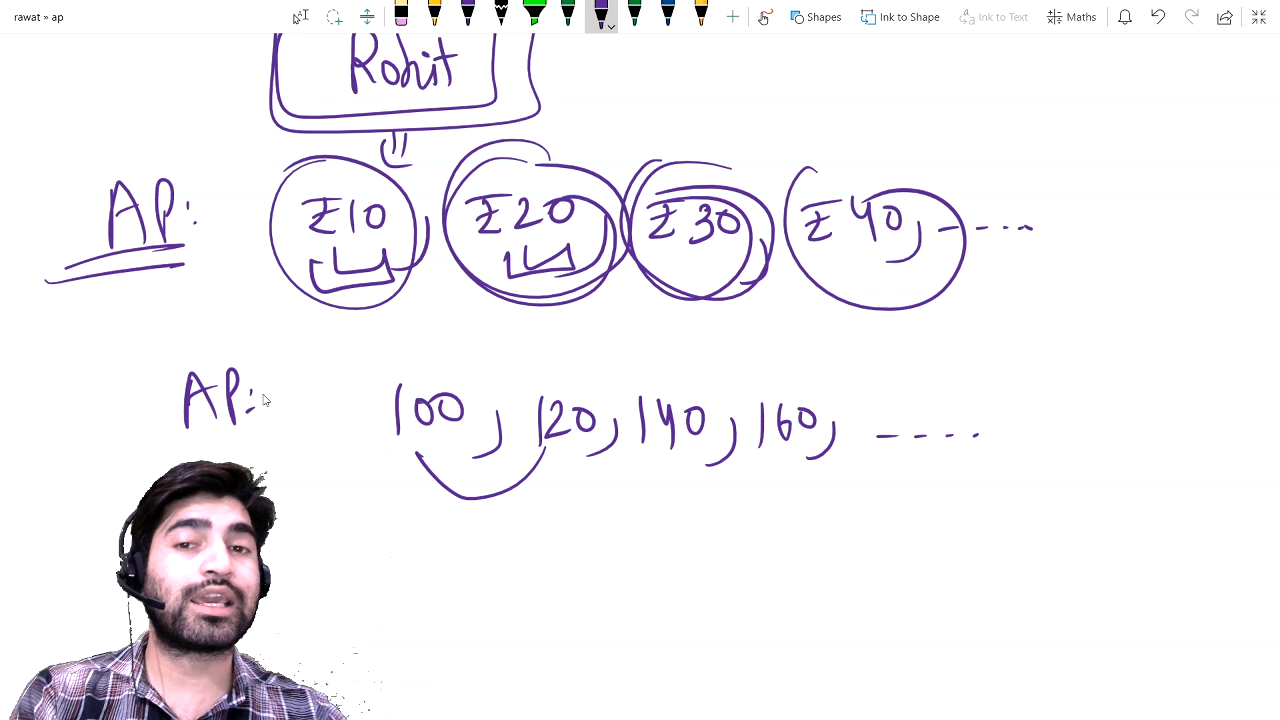 rawat » ap
Shapes Ink to Shape Ink to Text Maths
Rohit
AP: ₹10, ₹20, ₹30, ₹40, ----...
AP: 100, 120, 140, 160, ----